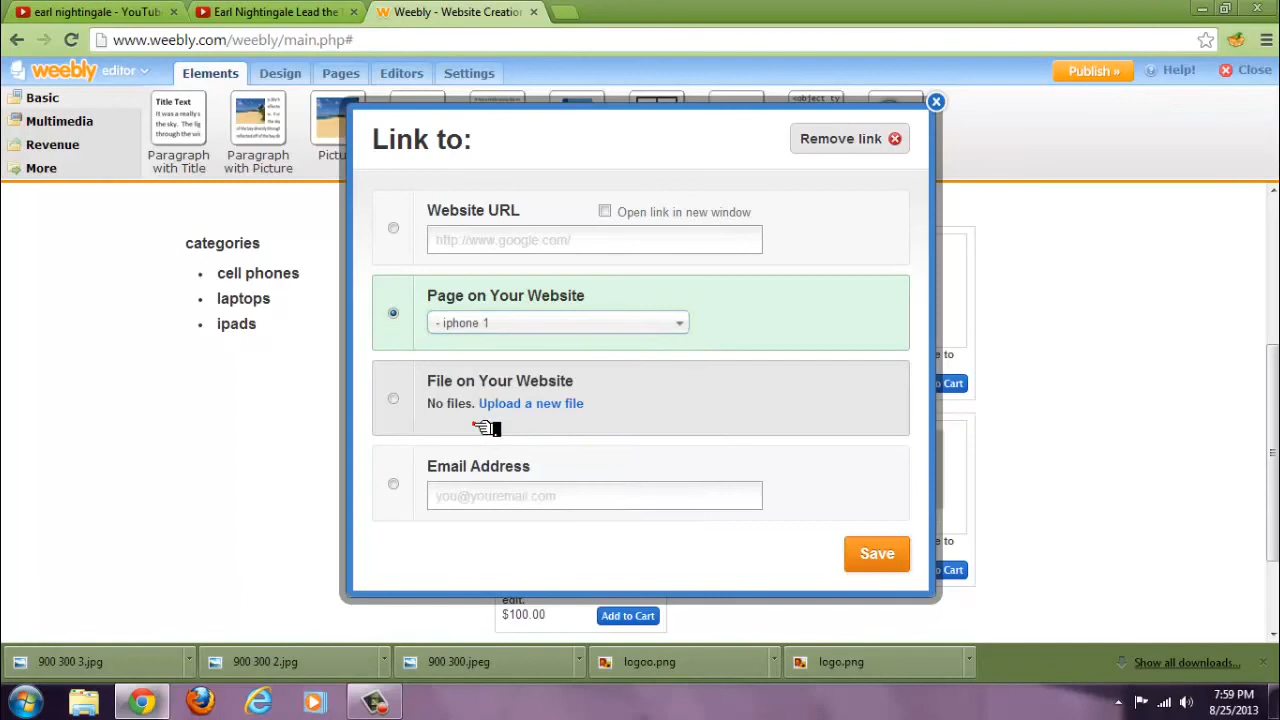 earl nightingale - YouTub
Earl Nightingale Lead the T
Weebly - Website Creatio
www.weebly.com/weebly/main.php#
weebly editor
Elements
Design
Pages
Editors
Settings
Publish »
Help!
Close
Basic
Multimedia
Revenue
More
Title Text
Paragraph
with Title
Paragraph
with Picture
Pictu
<object ty
Link to:
Remove link
Website URL
Open link in new window
http://www.google.com/
Page on Your Website
- iphone 1
File on Your Website
No files. Upload a new file
Email Address
you@youremail.com
Save
categories
• cell phones
• laptops
• ipads
e to
o Cart
e to
o Cart
edit.
$100.00
Add to Cart
900 300 3.jpg
900 300 2.jpg
900 300.jpeg
logoo.png
logo.png
Show all downloads...
7:59 PM
8/25/2013